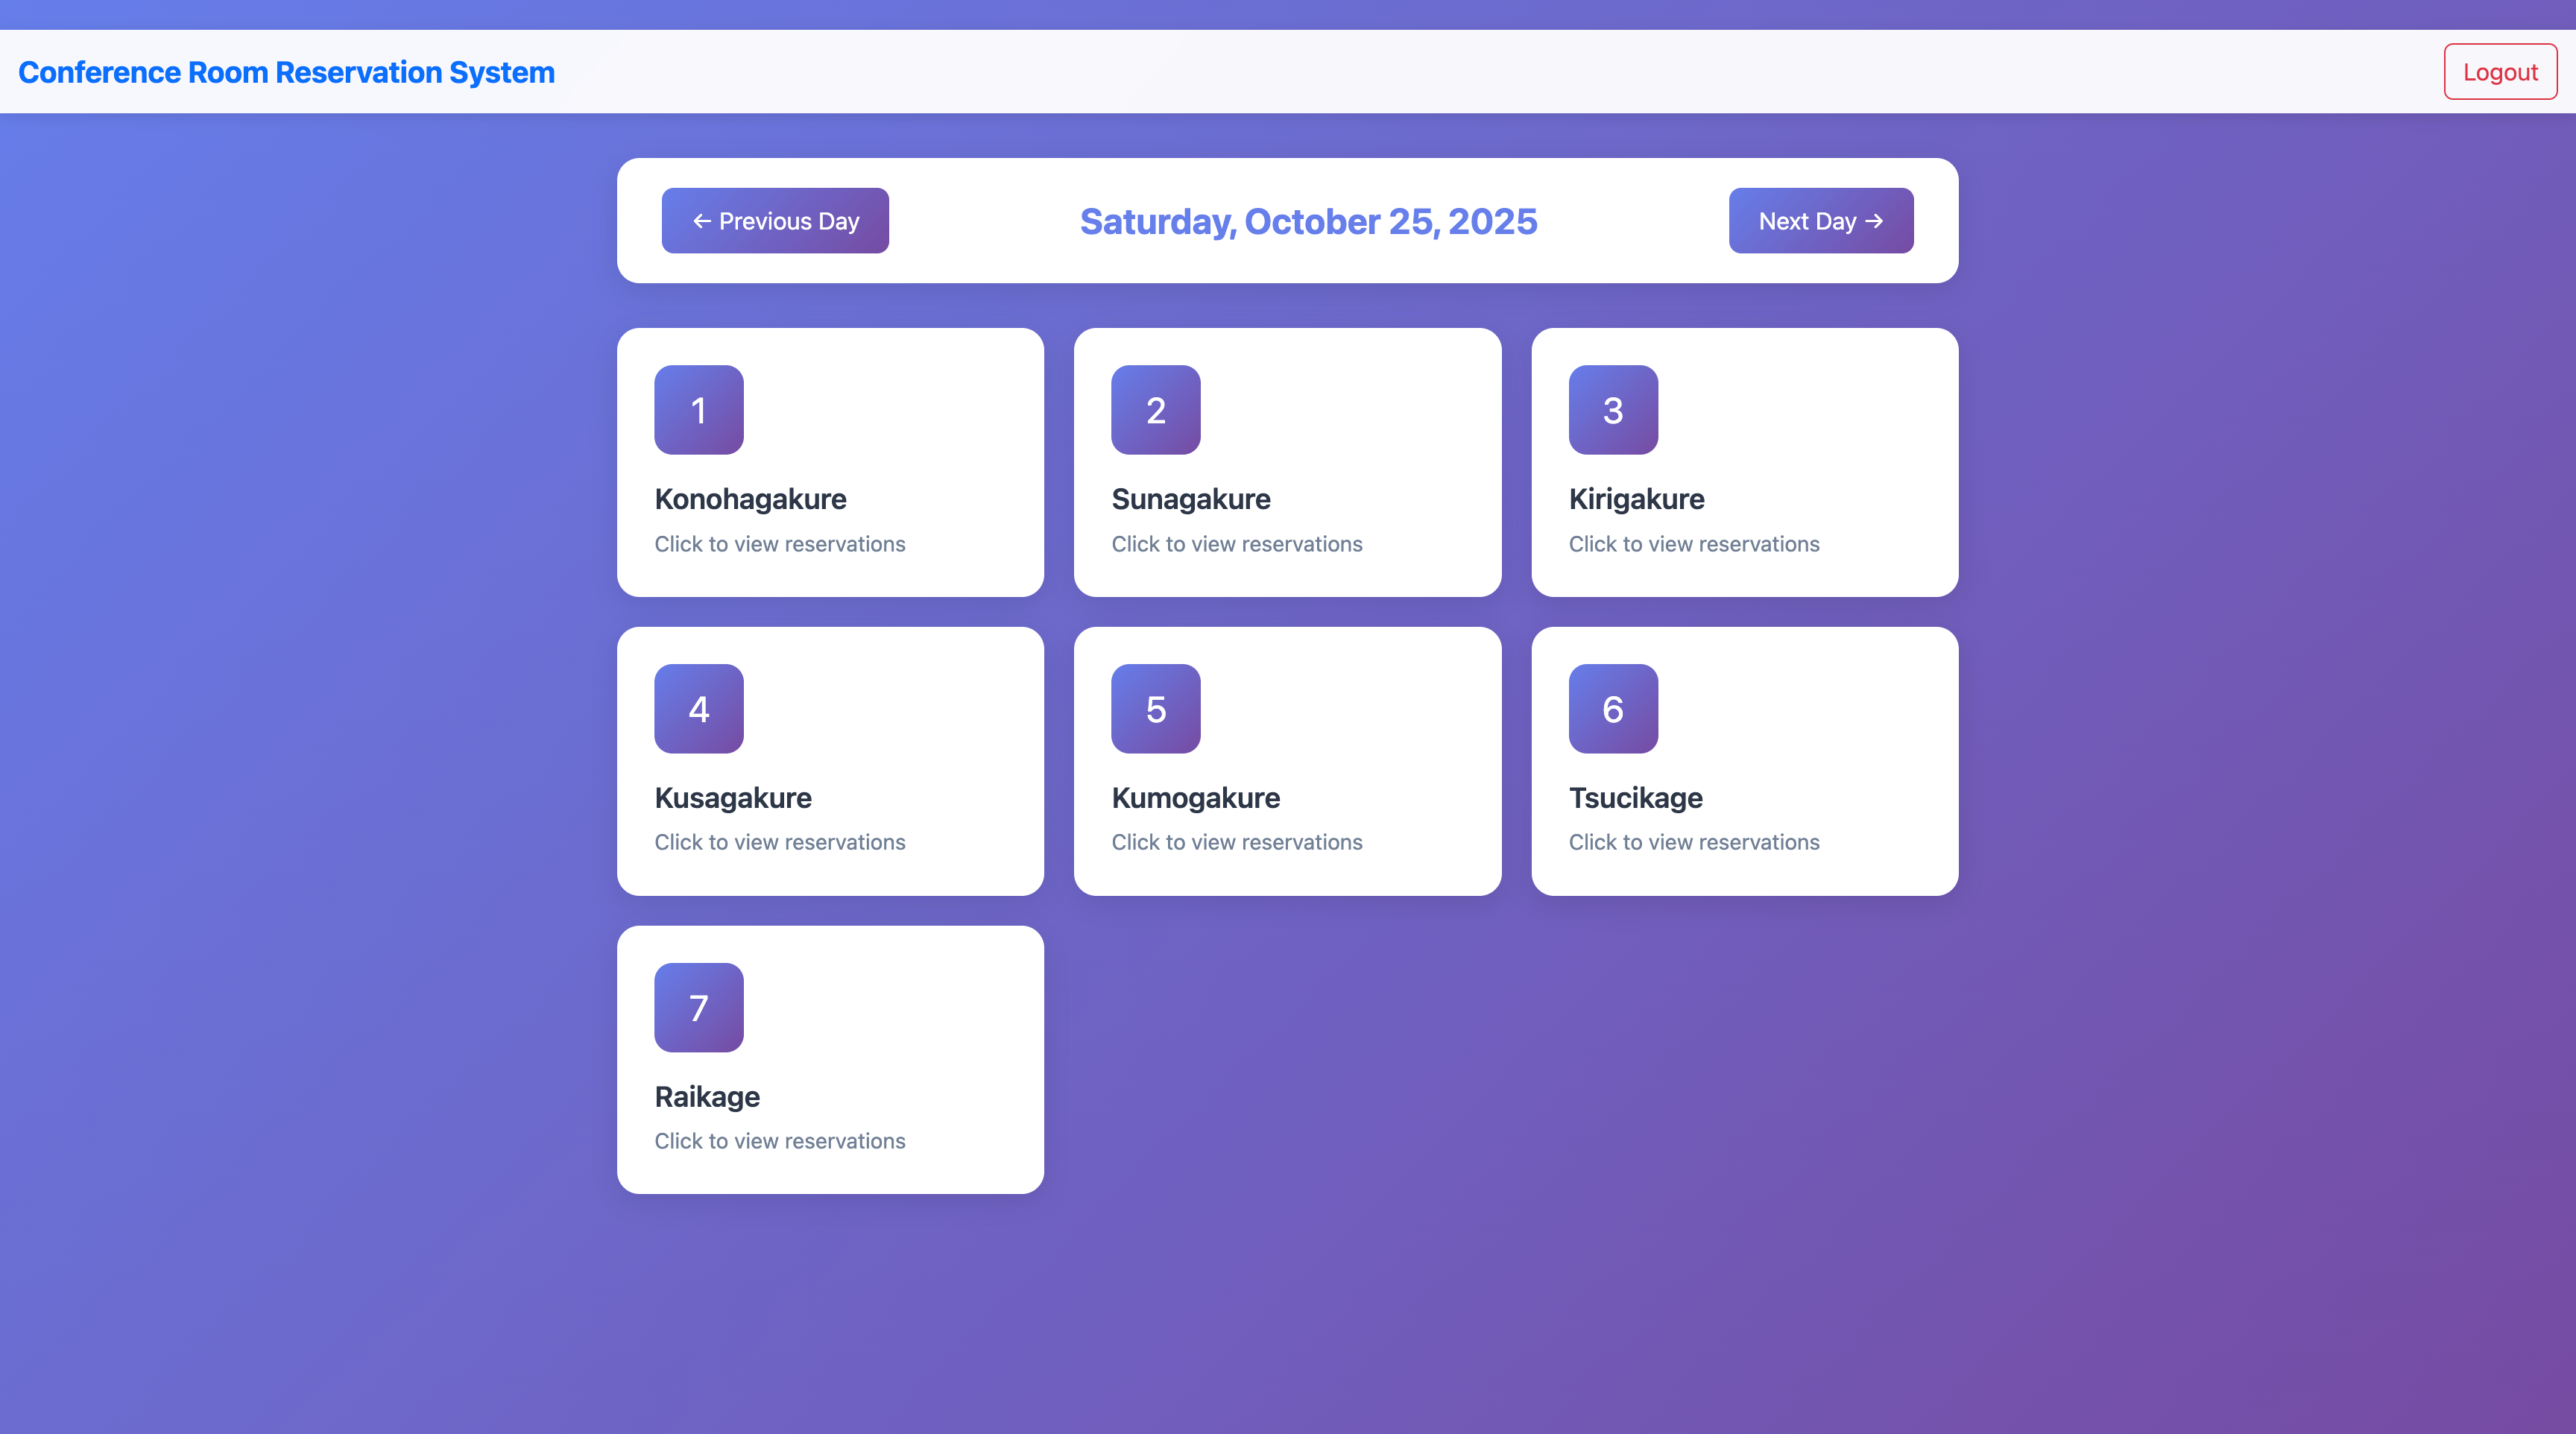 Conference Room Reservation System
Logout
← Previous Day
Saturday, October 25, 2025
Next Day →
1
Konohagakure
Click to view reservations
2
Sunagakure
Click to view reservations
3
Kirigakure
Click to view reservations
4
Kusagakure
Click to view reservations
5
Kumogakure
Click to view reservations
6
Tsucikage
Click to view reservations
7
Raikage
Click to view reservations